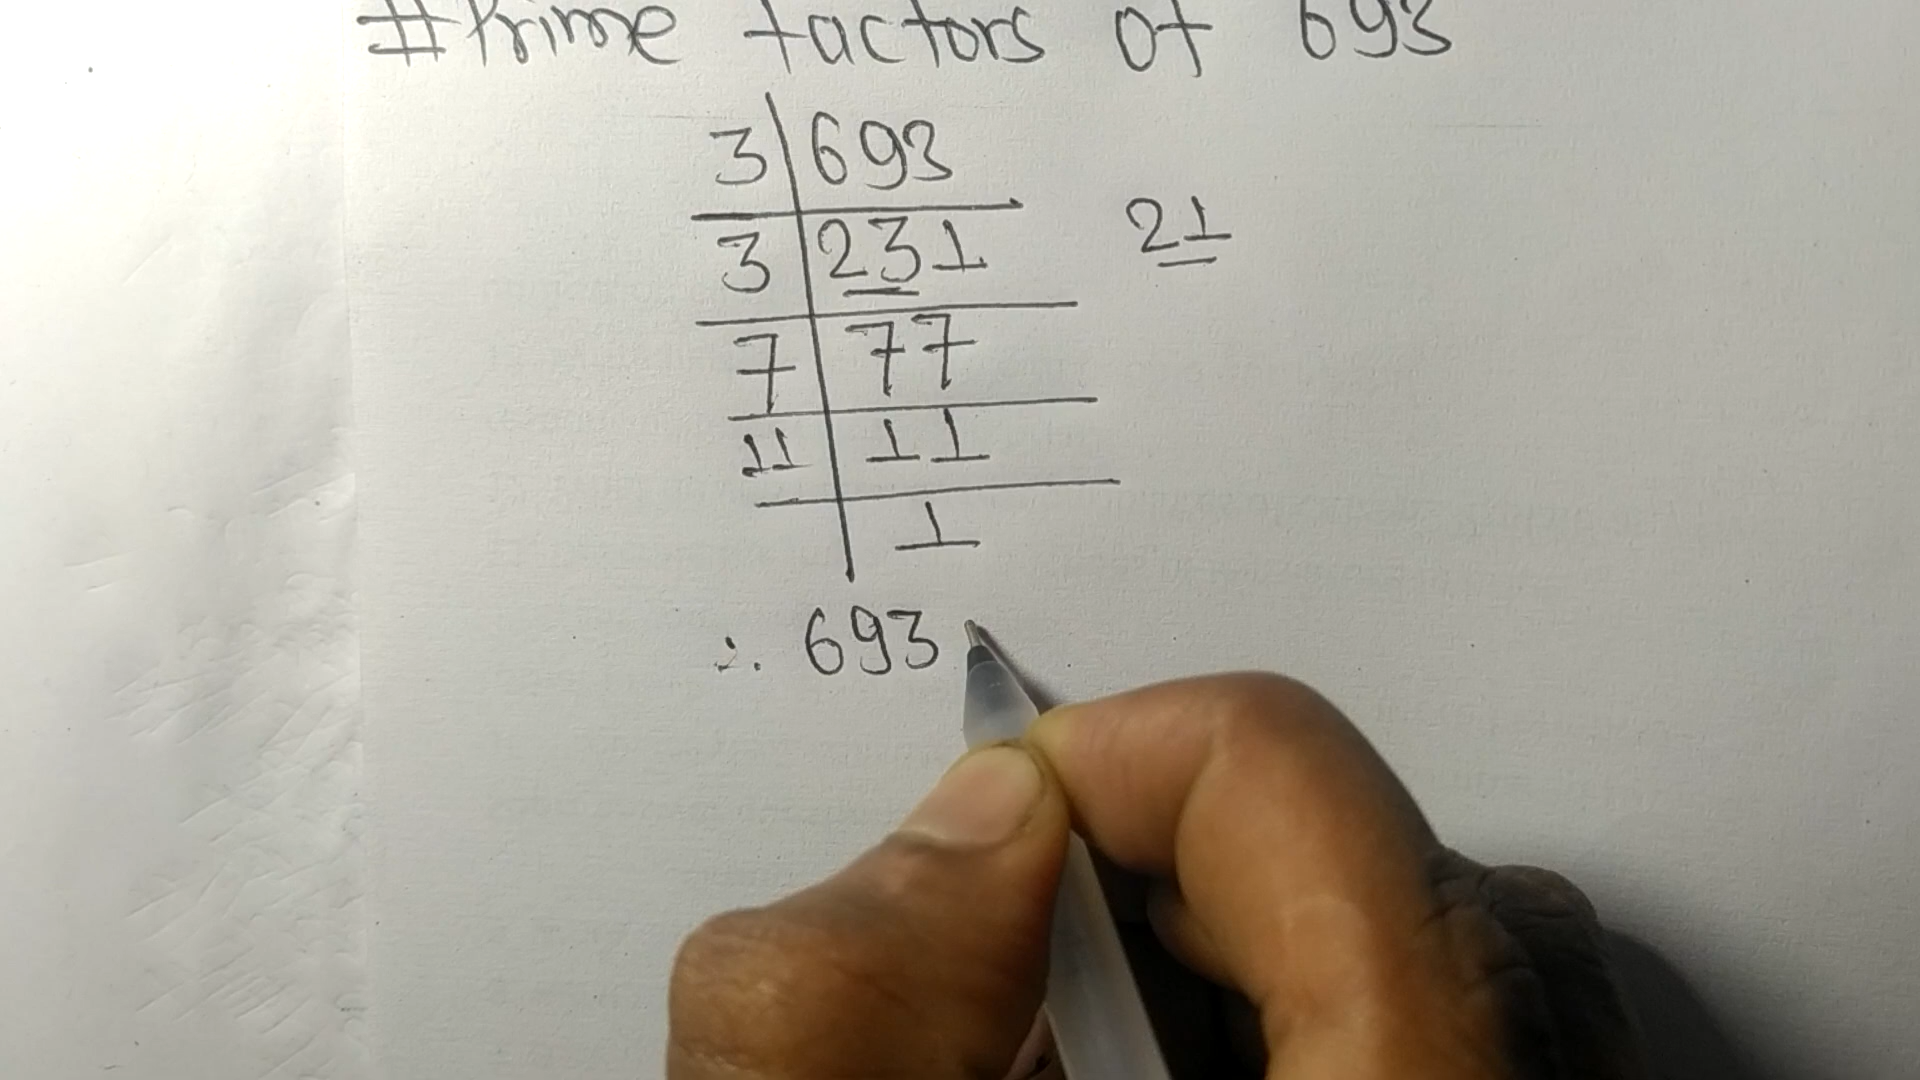 #Prime factors of 693
3 693
3 231 21
7 77
11 11
1
∴ 693